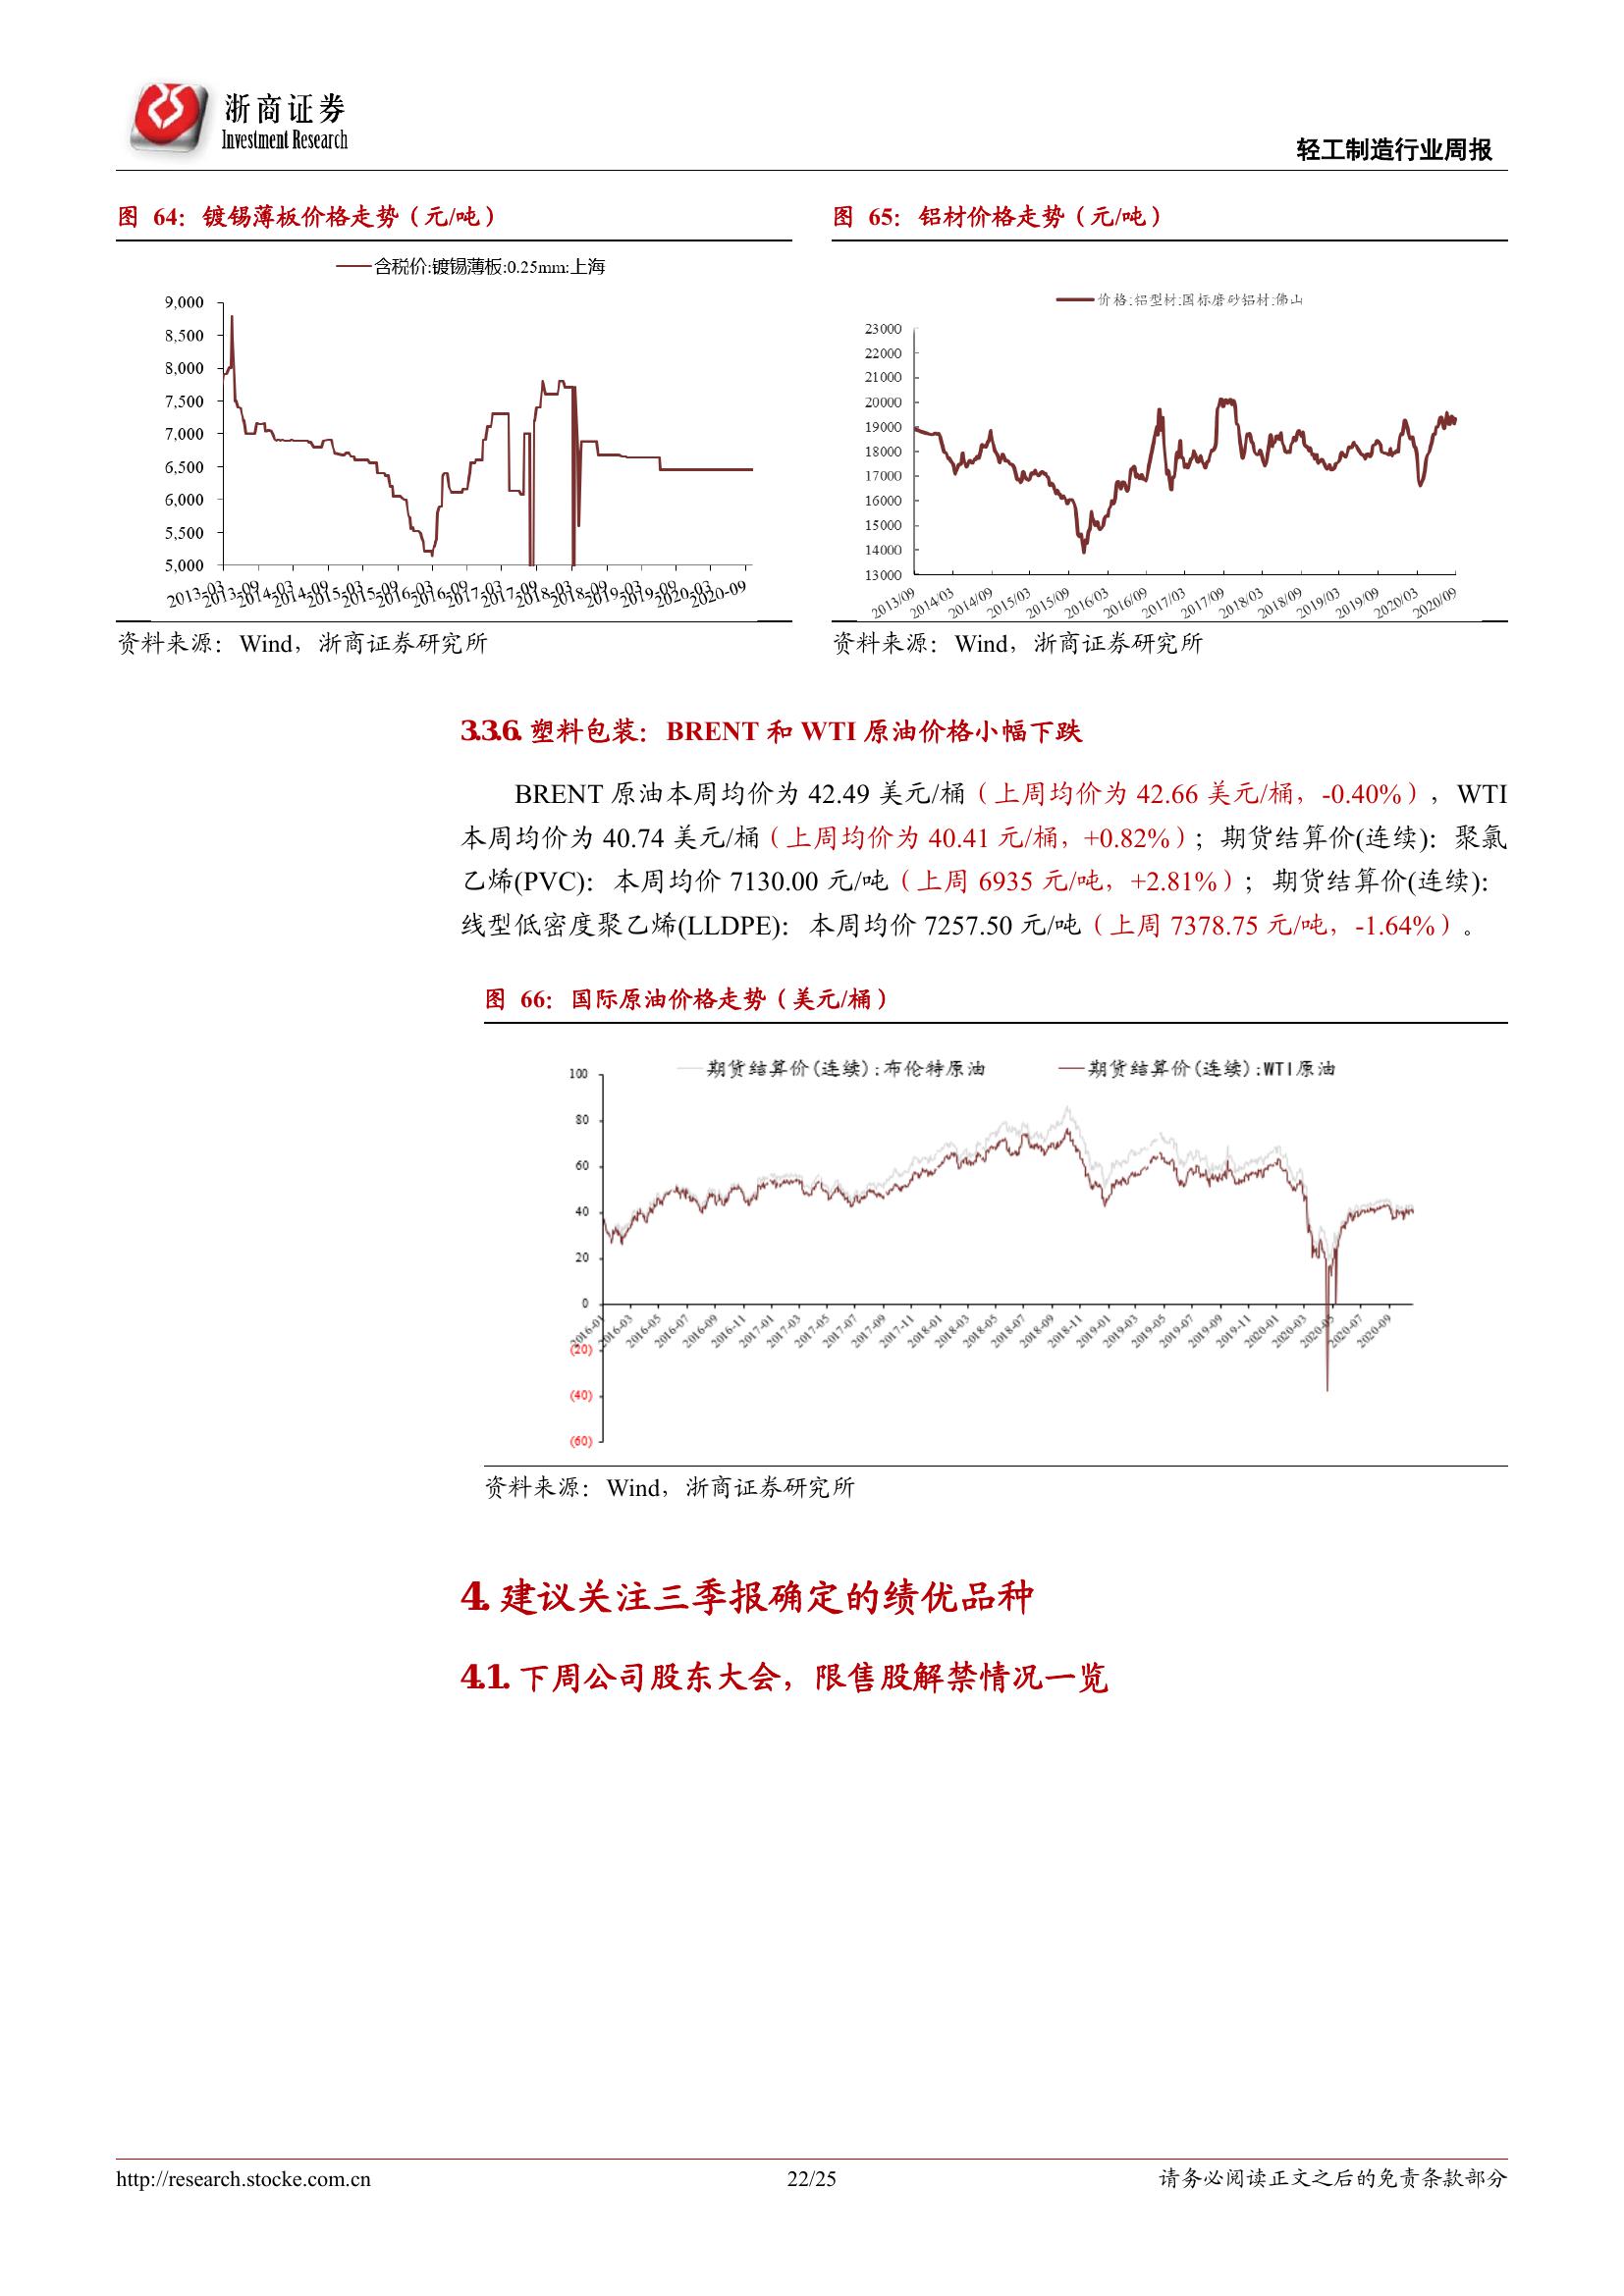 浙商证券
Investment Research
轻工制造行业周报
图 64：镀锡薄板价格走势（元/吨）
含税价:镀锡薄板:0.25mm:上海
9,000
8,500
8,000
7,500
7,000
6,500
6,000
5,500
5,000
2013-03 2013-09 2014-03 2014-09 2015-03 2015-09 2016-03 2016-09 2017-03 2017-09 2018-03 2018-09 2019-03 2019-09 2020-03 2020-09
资料来源：Wind，浙商证券研究所
图 65：铝材价格走势（元/吨）
价格:铝型材:国标磨砂铝材:佛山
23000
22000
21000
20000
19000
18000
17000
16000
15000
14000
13000
2013/09 2014/03 2014/09 2015/03 2015/09 2016/03 2016/09 2017/03 2017/09 2018/03 2018/09 2019/03 2019/09 2020/03 2020/09
资料来源：Wind，浙商证券研究所
3.3.6. 塑料包装：BRENT 和 WTI 原油价格小幅下跌
BRENT 原油本周均价为 42.49 美元/桶（上周均价为 42.66 美元/桶，-0.40%），WTI
本周均价为 40.74 美元/桶（上周均价为 40.41 元/桶，+0.82%）；期货结算价(连续)：聚氯
乙烯(PVC)：本周均价 7130.00 元/吨（上周 6935 元/吨，+2.81%）；期货结算价(连续)：
线型低密度聚乙烯(LLDPE)：本周均价 7257.50 元/吨（上周 7378.75 元/吨，-1.64%）。
图 66：国际原油价格走势（美元/桶）
期货结算价(连续):布伦特原油 期货结算价(连续):WTI原油
100
80
60
40
20
0
(20)
(40)
(60)
2016-01 2016-03 2016-05 2016-07 2016-09 2016-11 2017-01 2017-03 2017-05 2017-07 2017-09 2017-11 2018-01 2018-03 2018-05 2018-07 2018-09 2018-11 2019-01 2019-03 2019-05 2019-07 2019-09 2019-11 2020-01 2020-03 2020-05 2020-07 2020-09
资料来源：Wind，浙商证券研究所
4. 建议关注三季报确定的绩优品种
4.1. 下周公司股东大会，限售股解禁情况一览
http://research.stocke.com.cn 22/25 请务必阅读正文之后的免责条款部分